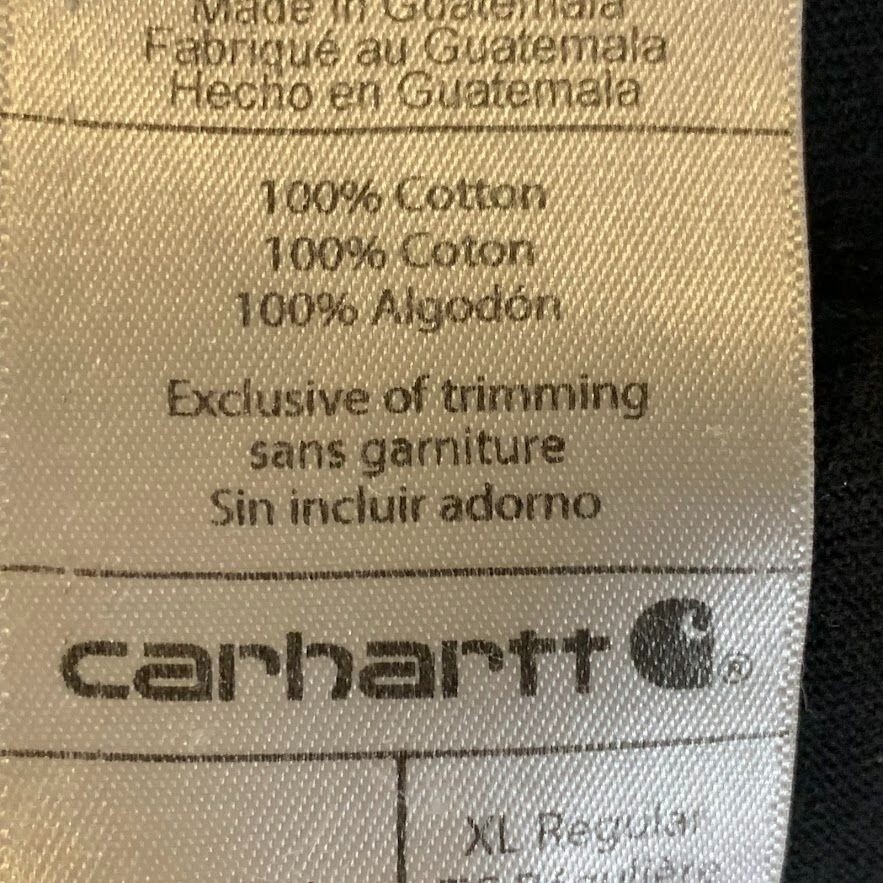 Made in Guatemala
Fabriqué au Guatemala
Hecho en Guatemala
100% Cotton
100% Coton
100% Algodón
Exclusive of trimming
sans garniture
Sin incluir adorno
carhartt ®
XL Regular
Régulière